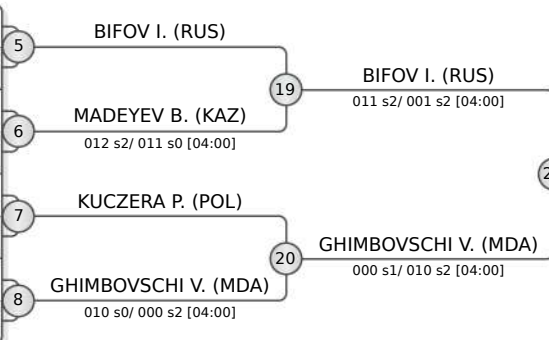 BIFOV I. (RUS)
5
19
BIFOV I. (RUS)
011 s2/ 001 s2 [04:00]
MADEYEV B. (KAZ)
6
012 s2/ 011 s0 [04:00]
KUCZERA P. (POL)
7
20
GHIMBOVSCHI V. (MDA)
000 s1/ 010 s2 [04:00]
GHIMBOVSCHI V. (MDA)
8
010 s0/ 000 s2 [04:00]